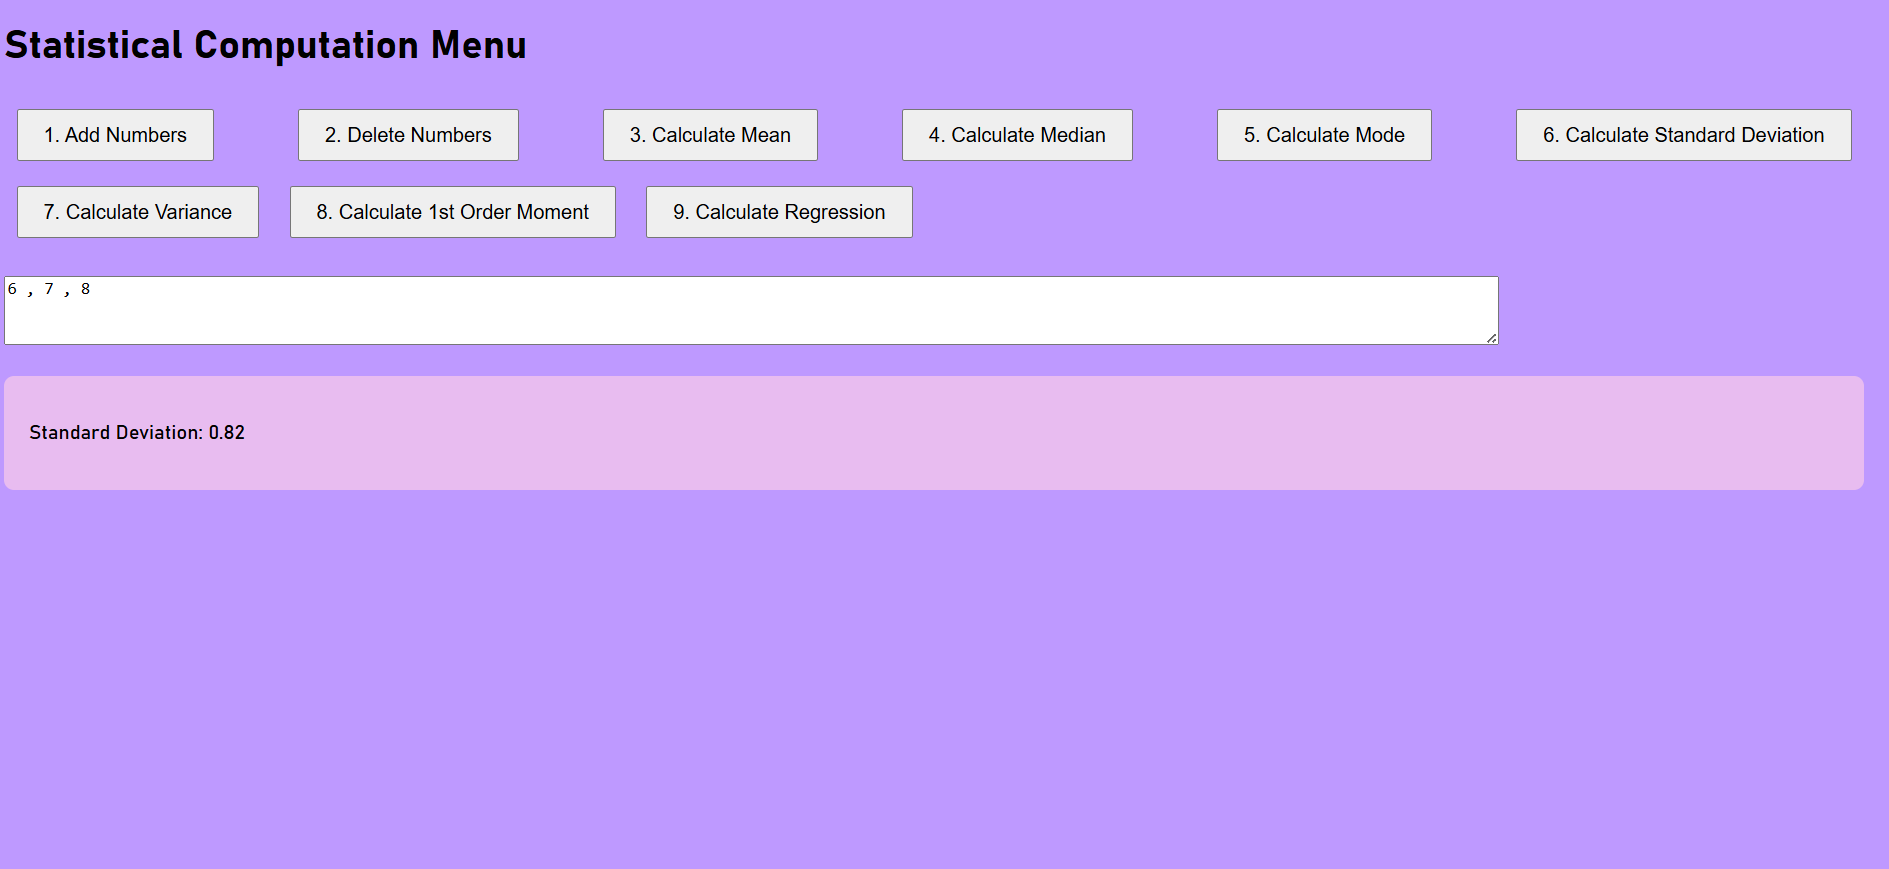 Statistical Computation Menu
1. Add Numbers 2. Delete Numbers 3. Calculate Mean 4. Calculate Median 5. Calculate Mode 6. Calculate Standard Deviation
7. Calculate Variance 8. Calculate 1st Order Moment 9. Calculate Regression
6 , 7 , 8
Standard Deviation: 0.82